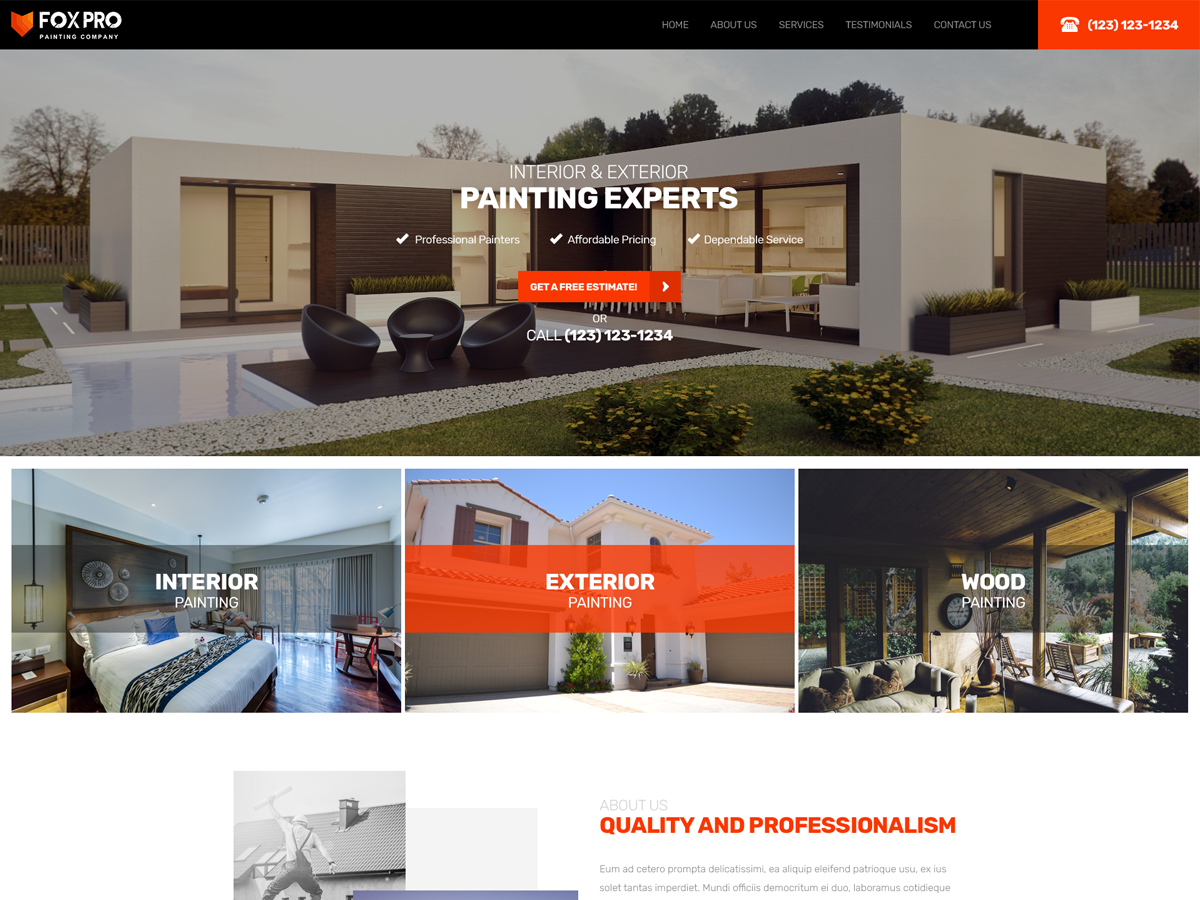 FOX PRO
PAINTING COMPANY
HOME ABOUT US SERVICES TESTIMONIALS CONTACT US
(123) 123-1234
INTERIOR & EXTERIOR
PAINTING EXPERTS
Professional Painters Affordable Pricing Dependable Service
GET A FREE ESTIMATE!
OR
CALL (123) 123-1234
INTERIOR
PAINTING
EXTERIOR
PAINTING
WOOD
PAINTING
ABOUT US
QUALITY AND PROFESSIONALISM
Eum ad cetero prompta delicatissimi, ea aliquip eleifend patrioque usu, ex ius
solet tantas imperdiet. Mundi officiis democritum ei duo, laboramus cotidieque